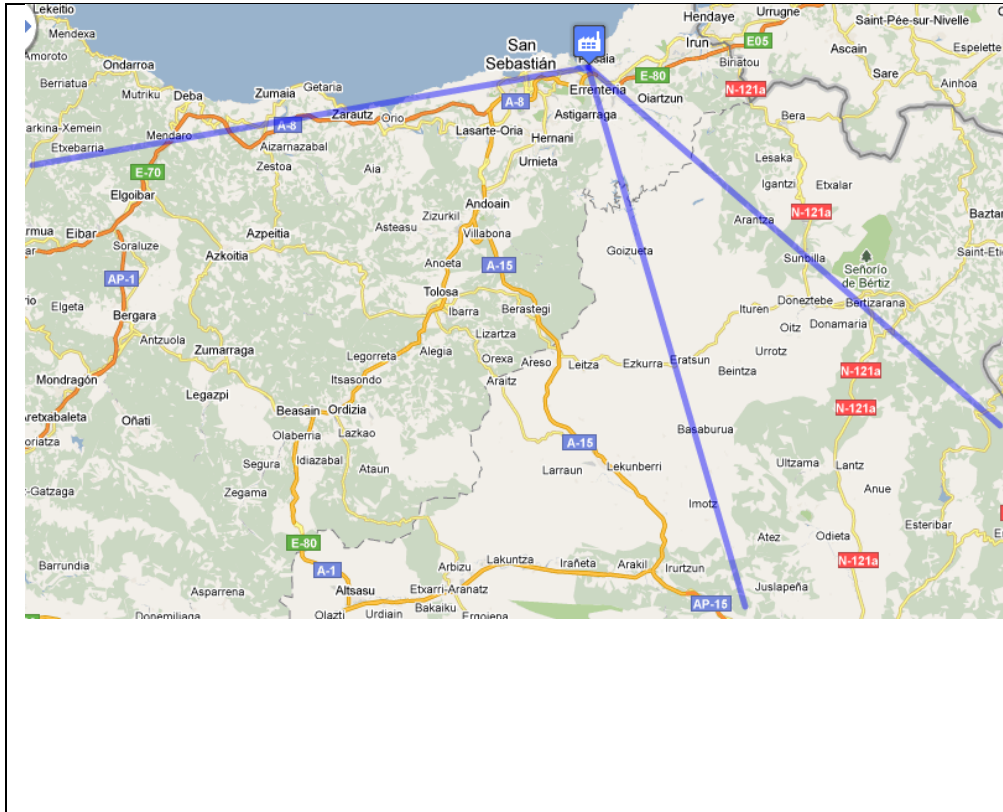 Lekeitio
Mendexa
Amoroto
Ondarroa
Berriatua
Mutriku
Deba
Zumaia
Getaria
Zarautz
Orio
San
Sebastián
Hendaye
Urrugne
Saint-Pée-sur-Nivelle
Irun
E05
Ascain
Espelette
Biriatou
Sare
Ainhoa
E-80
Errenteria
Oiartzun
N-121a
A-8
Astigarraga
Bera
Lasarte-Oria
Hernani
Urnieta
A-8
Mendaro
Aizarnazabal
Etxebarria
Zestoa
Aia
Lesaka
Igantzi
Etxalar
E-70
Elgoibar
Andoain
Zizurkil
Asteasu
Villabona
Arantza
N-121a
Eibar
Soraluze
Azpeitia
Azkoitia
Goizueta
Sunbilla
Señorío
de Bértiz
Anoeta
A-15
AP-1
Elgeta
Bergara
Antzuola
Tolosa
Ibarra
Berastegi
Lizartza
Ituren
Doneztebe
Bertizarana
Oitz
Donamaria
Zumarraga
Legorreta
Alegia
Orexa
Areso
Leitza
Ezkurra
Eratsun
Urrotz
Beintza
N-121a
Mondragón
Legazpi
Itsasondo
Araitz
Beasain
Ordizia
N-121a
Oñati
Olaberria
Lazkao
Basaburua
A-15
Segura
Idiazabal
Ataun
Larraun
Lekunberri
Ultzama
Lantz
Zegama
Anue
Imotz
Esteribar
Atez
Odieta
E-80
A-1
Barrundia
Arbizu
Lakuntza
Irañeta
Arakil
Irurtzun
N-121a
Asparrena
Altsasu
Etxarri-Aranatz
Bakaiku
Juslapeña
AP-15
Olazti
Urdiain